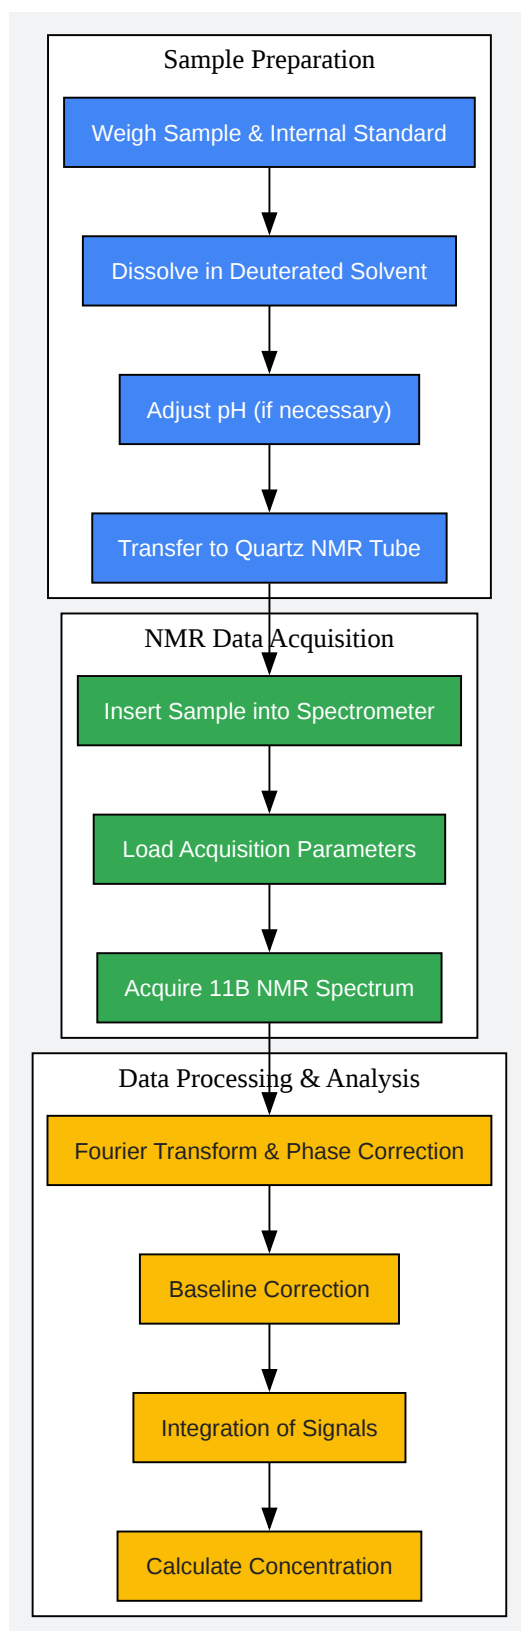 Sample Preparation
Weigh Sample & Internal Standard
Dissolve in Deuterated Solvent
Adjust pH (if necessary)
Transfer to Quartz NMR Tube
NMR Data Acquisition
Insert Sample into Spectrometer
Load Acquisition Parameters
Acquire 11B NMR Spectrum
Data Processing & Analysis
Fourier Transform & Phase Correction
Baseline Correction
Integration of Signals
Calculate Concentration